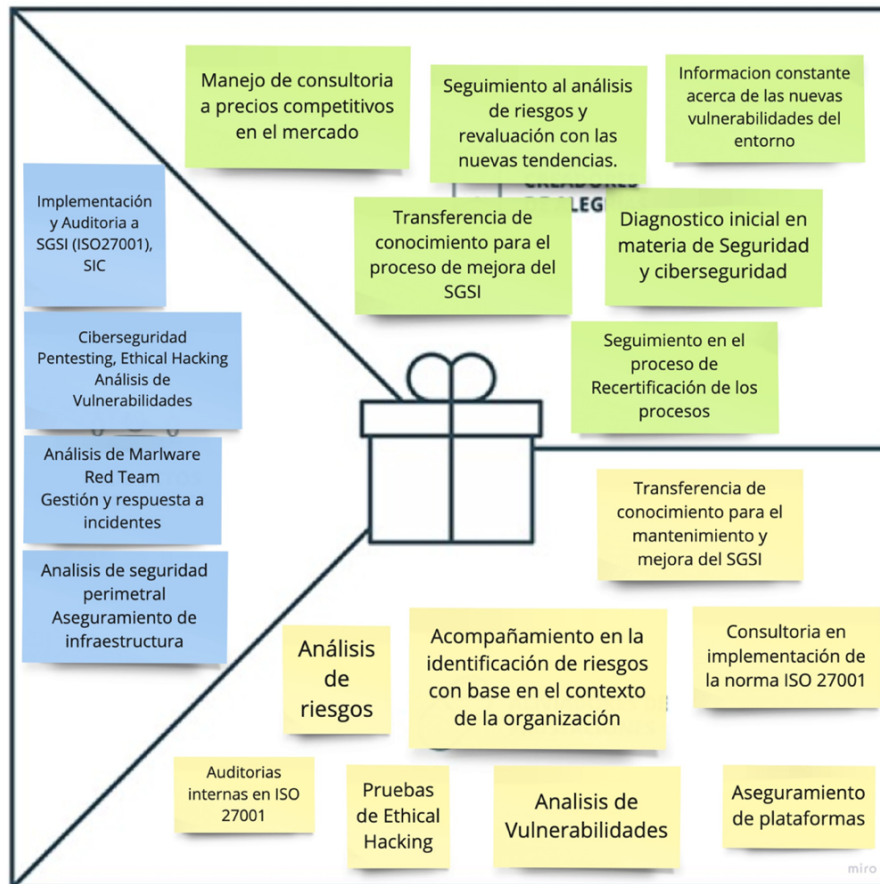 Manejo de consultoria
a precios competitivos
en el mercado
Seguimiento al análisis
de riesgos y
revaluación con las
nuevas tendencias.
Informacion constante
acerca de las nuevas
vulnerabilidades del
entorno
CREADORES
Transferencia de
conocimiento para el
proceso de mejora del
SGSI
Diagnostico inicial en
materia de Seguridad
y ciberseguridad
Seguimiento en el
proceso de
Recertificación de los
procesos
Implementación
y Auditoria a
SGSI (ISO27001),
SIC
Ciberseguridad
Pentesting, Ethical Hacking
Análisis de
Vulnerabilidades
Análisis de Marlware
Red Team
Gestión y respuesta a
incidentes
Analisis de seguridad
perimetral
Aseguramiento de
infraestructura
Transferencia de
conocimiento para el
mantenimiento y
mejora del SGSI
Análisis
de
riesgos
Acompañamiento en la
identificación de riesgos
con base en el contexto
de la organización
Consultoria en
implementación de
la norma ISO 27001
Auditorias
internas en ISO
27001
Pruebas
de Ethical
Hacking
Analisis de
Vulnerabilidades
Aseguramiento
de plataformas
miro